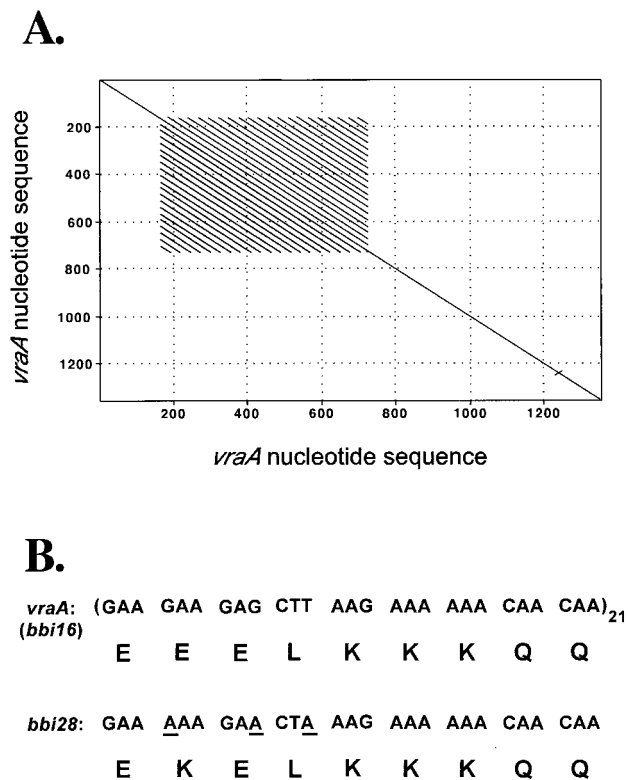 A.
vraA nucleotide sequence
200
400
600
800
1000
1200
200 400 600 800 1000 1200
vraA nucleotide sequence
B.
vraA: (GAA GAA GAG CTT AAG AAA AAA CAA CAA)21
(bbi16)
E E E L K K K Q Q
bbi28: GAA AAA GAA CTA AAG AAA AAA CAA CAA
E K E L K K K Q Q